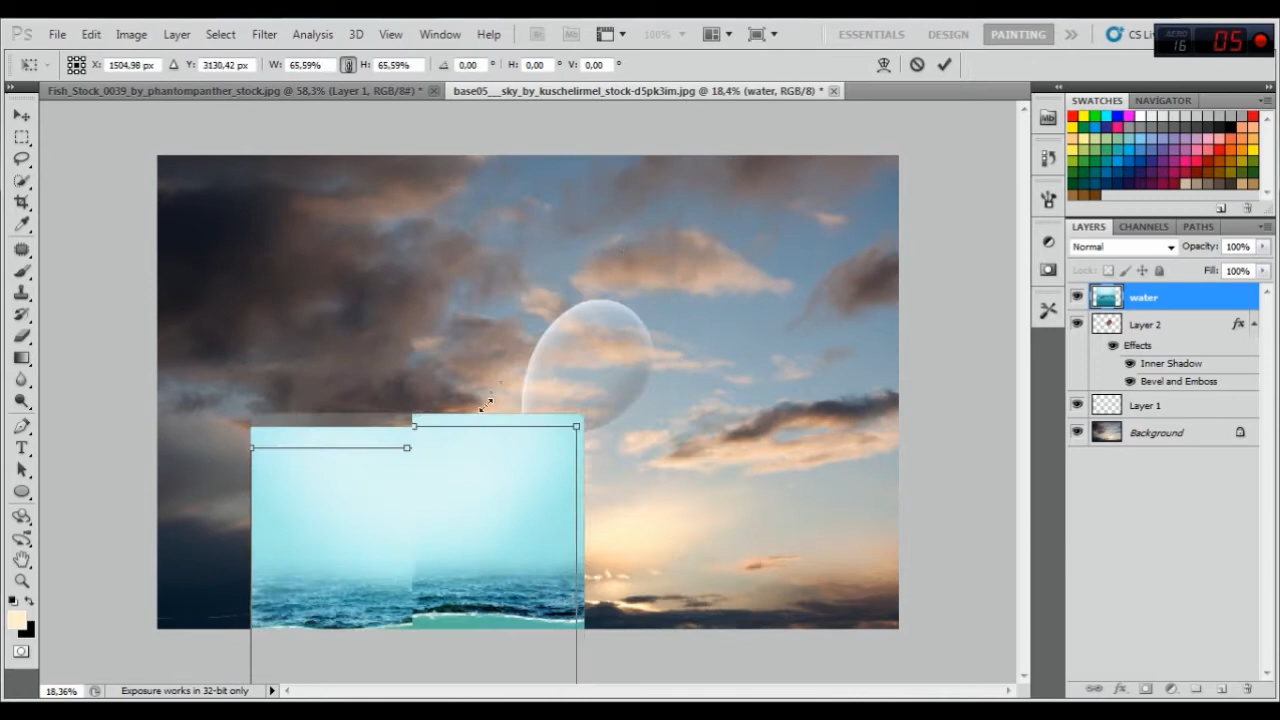 Ps File Edit Image Layer Select Filter Analysis 3D View Window Help 100% ESSENTIALS DESIGN PAINTING CS Li AERO 16 05
X: 1504,98 px Y: 3130,42 px W: 65,59% H: 65,59% 0,00 ° H: 0,00 ° V: 0,00 °
Fish_Stock_0039_by_phantompanther_stock.jpg @ 58,3% (Layer 1, RGB/8#) * base05___sky_by_kuschelirmel_stock-d5pk3im.jpg @ 18,4% (water, RGB/8) *
SWATCHES NAVIGATOR
Mb
LAYERS CHANNELS PATHS
Normal Opacity: 100%
Lock: Fill: 100%
water
Layer 2 fx
Effects
Inner Shadow
Bevel and Emboss
Layer 1
Background
18,36% Exposure works in 32-bit only